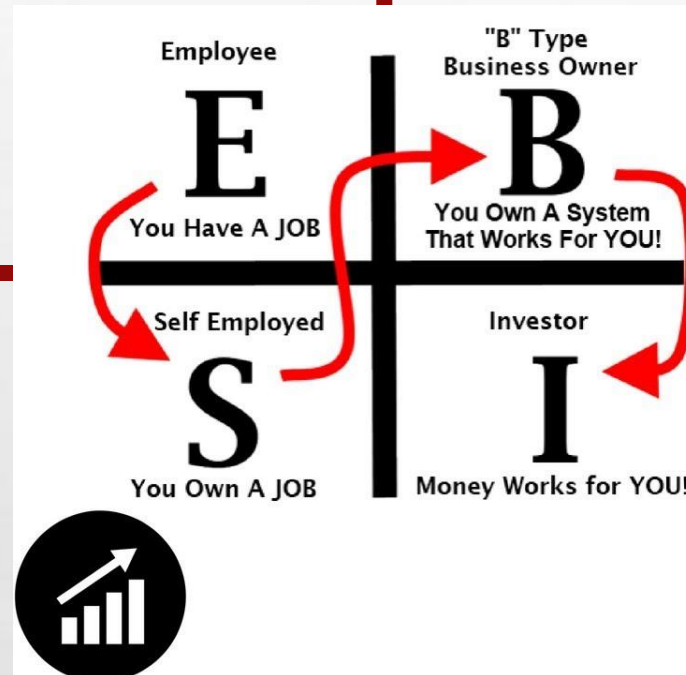 Employee
E
You Have A JOB
"B" Type
Business Owner
B
You Own A System
That Works For YOU!
Self Employed
S
You Own A JOB
Investor
I
Money Works for YOU!